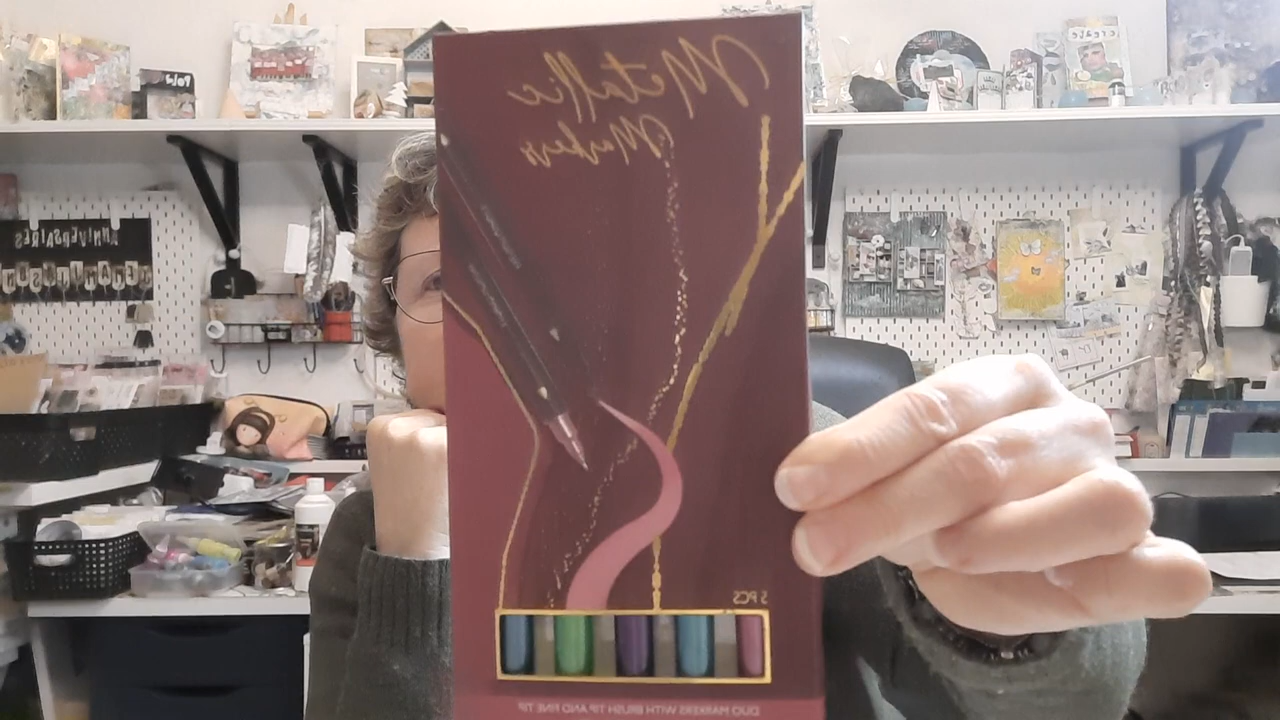 Metallic
Markers
5 PCS
DUO MARKERS WITH BRUSH TIP AND FINE TIP
create
ANNIVERSAIRES